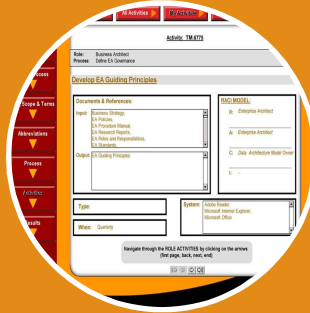 All Activities
My Activities
Activity: TM.6779
Role: Business Architect
Process: Define EA Governance
Develop EA Guiding Principles
Documents & References:
Input: Business Strategy,
EA Policies,
EA Procedure Manual,
EA Research Reports,
EA Roles and Responsibilities,
EA Standards,
Output: EA Guiding Principles
RACI MODEL:
R: Enterprise Architect
A: Enterprise Architect
C: Data Architecture Model Owner
I: -
Type:
When: Quarterly
System: Adobe Reader,
Microsoft Internet Explorer,
Microsoft Office
Navigate through the ROLE ACTIVITIES by clicking on the arrows
(first page, back, next, end)
Scope & Terms
Abbreviations
Process
Activities